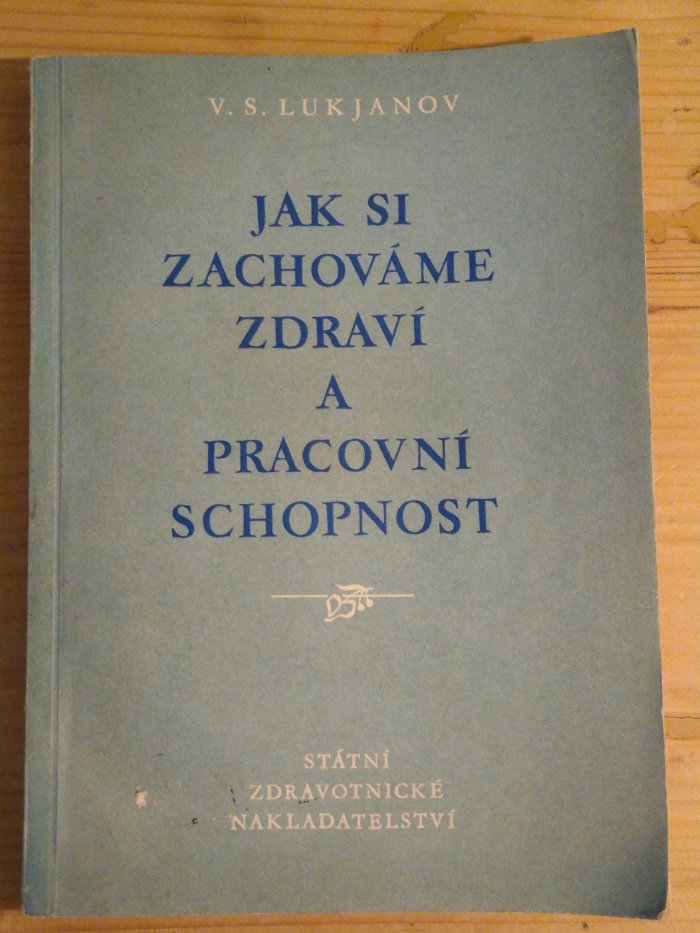 V. S. LUKJANOV
JAK SI
ZACHOVÁME
ZDRAVÍ
A
PRACOVNÍ
SCHOPNOST
STÁTNÍ
ZDRAVOTNICKÉ
NAKLADATELSTVÍ